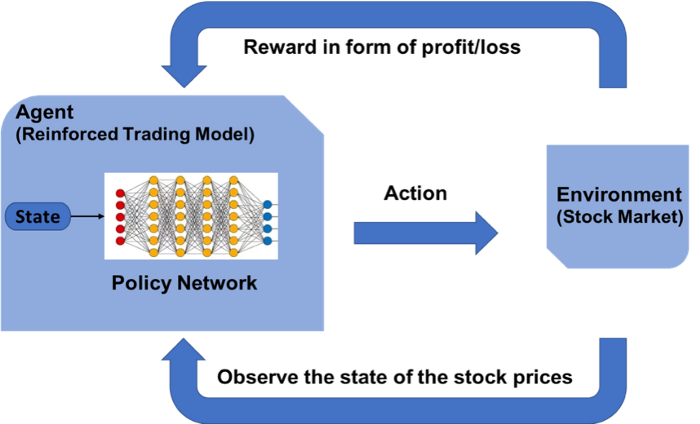 Reward in form of profit/loss
Agent
(Reinforced Trading Model)
State
Policy Network
Action
Environment
(Stock Market)
Observe the state of the stock prices